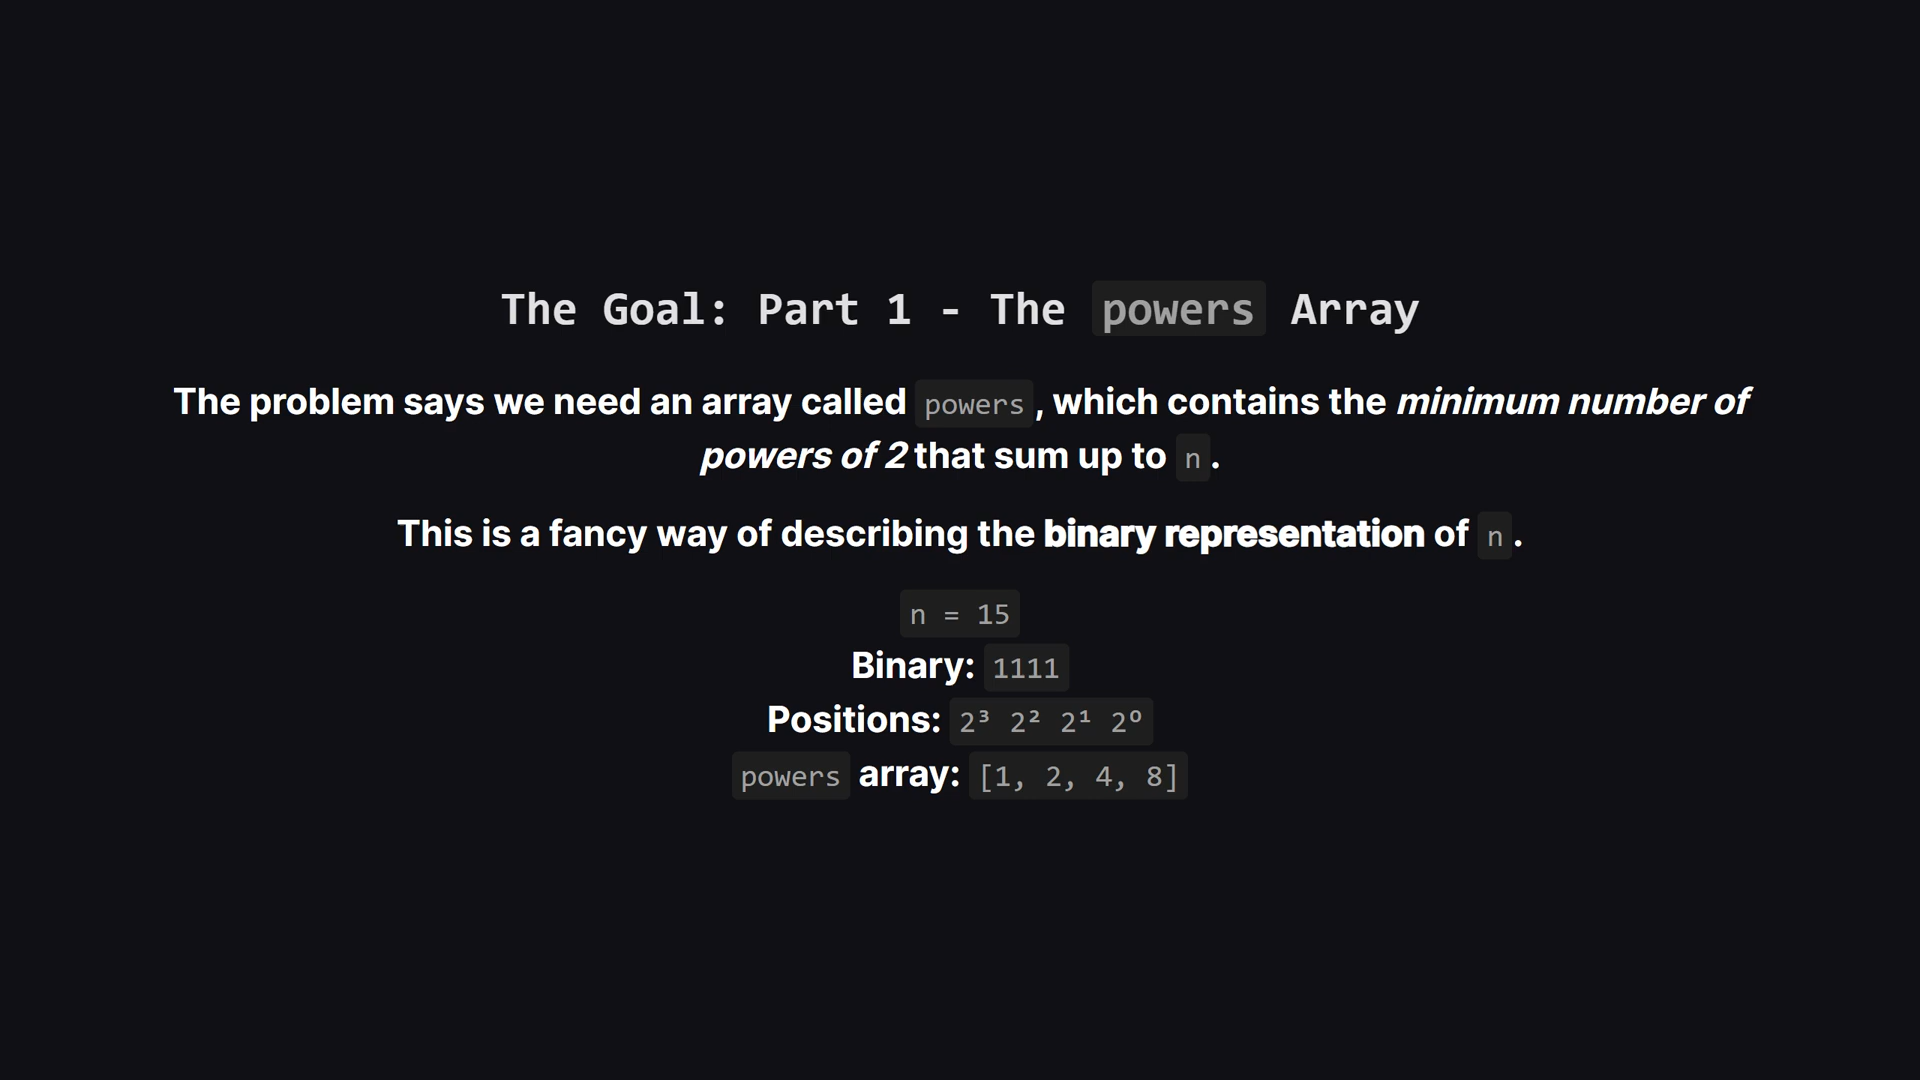 The Goal: Part 1 - The powers Array
The problem says we need an array called powers, which contains the minimum number of
powers of 2 that sum up to n.
This is a fancy way of describing the binary representation of n.
n = 15
Binary: 1111
Positions: 2³ 2² 2¹ 2⁰
powers array: [1, 2, 4, 8]